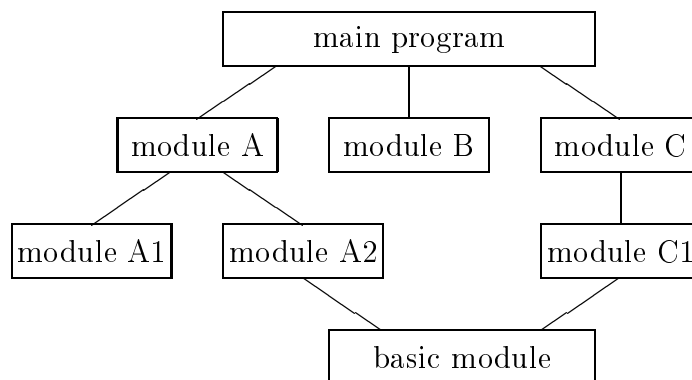 main program
module A
module B
module C
module A1
module A2
module C1
basic module